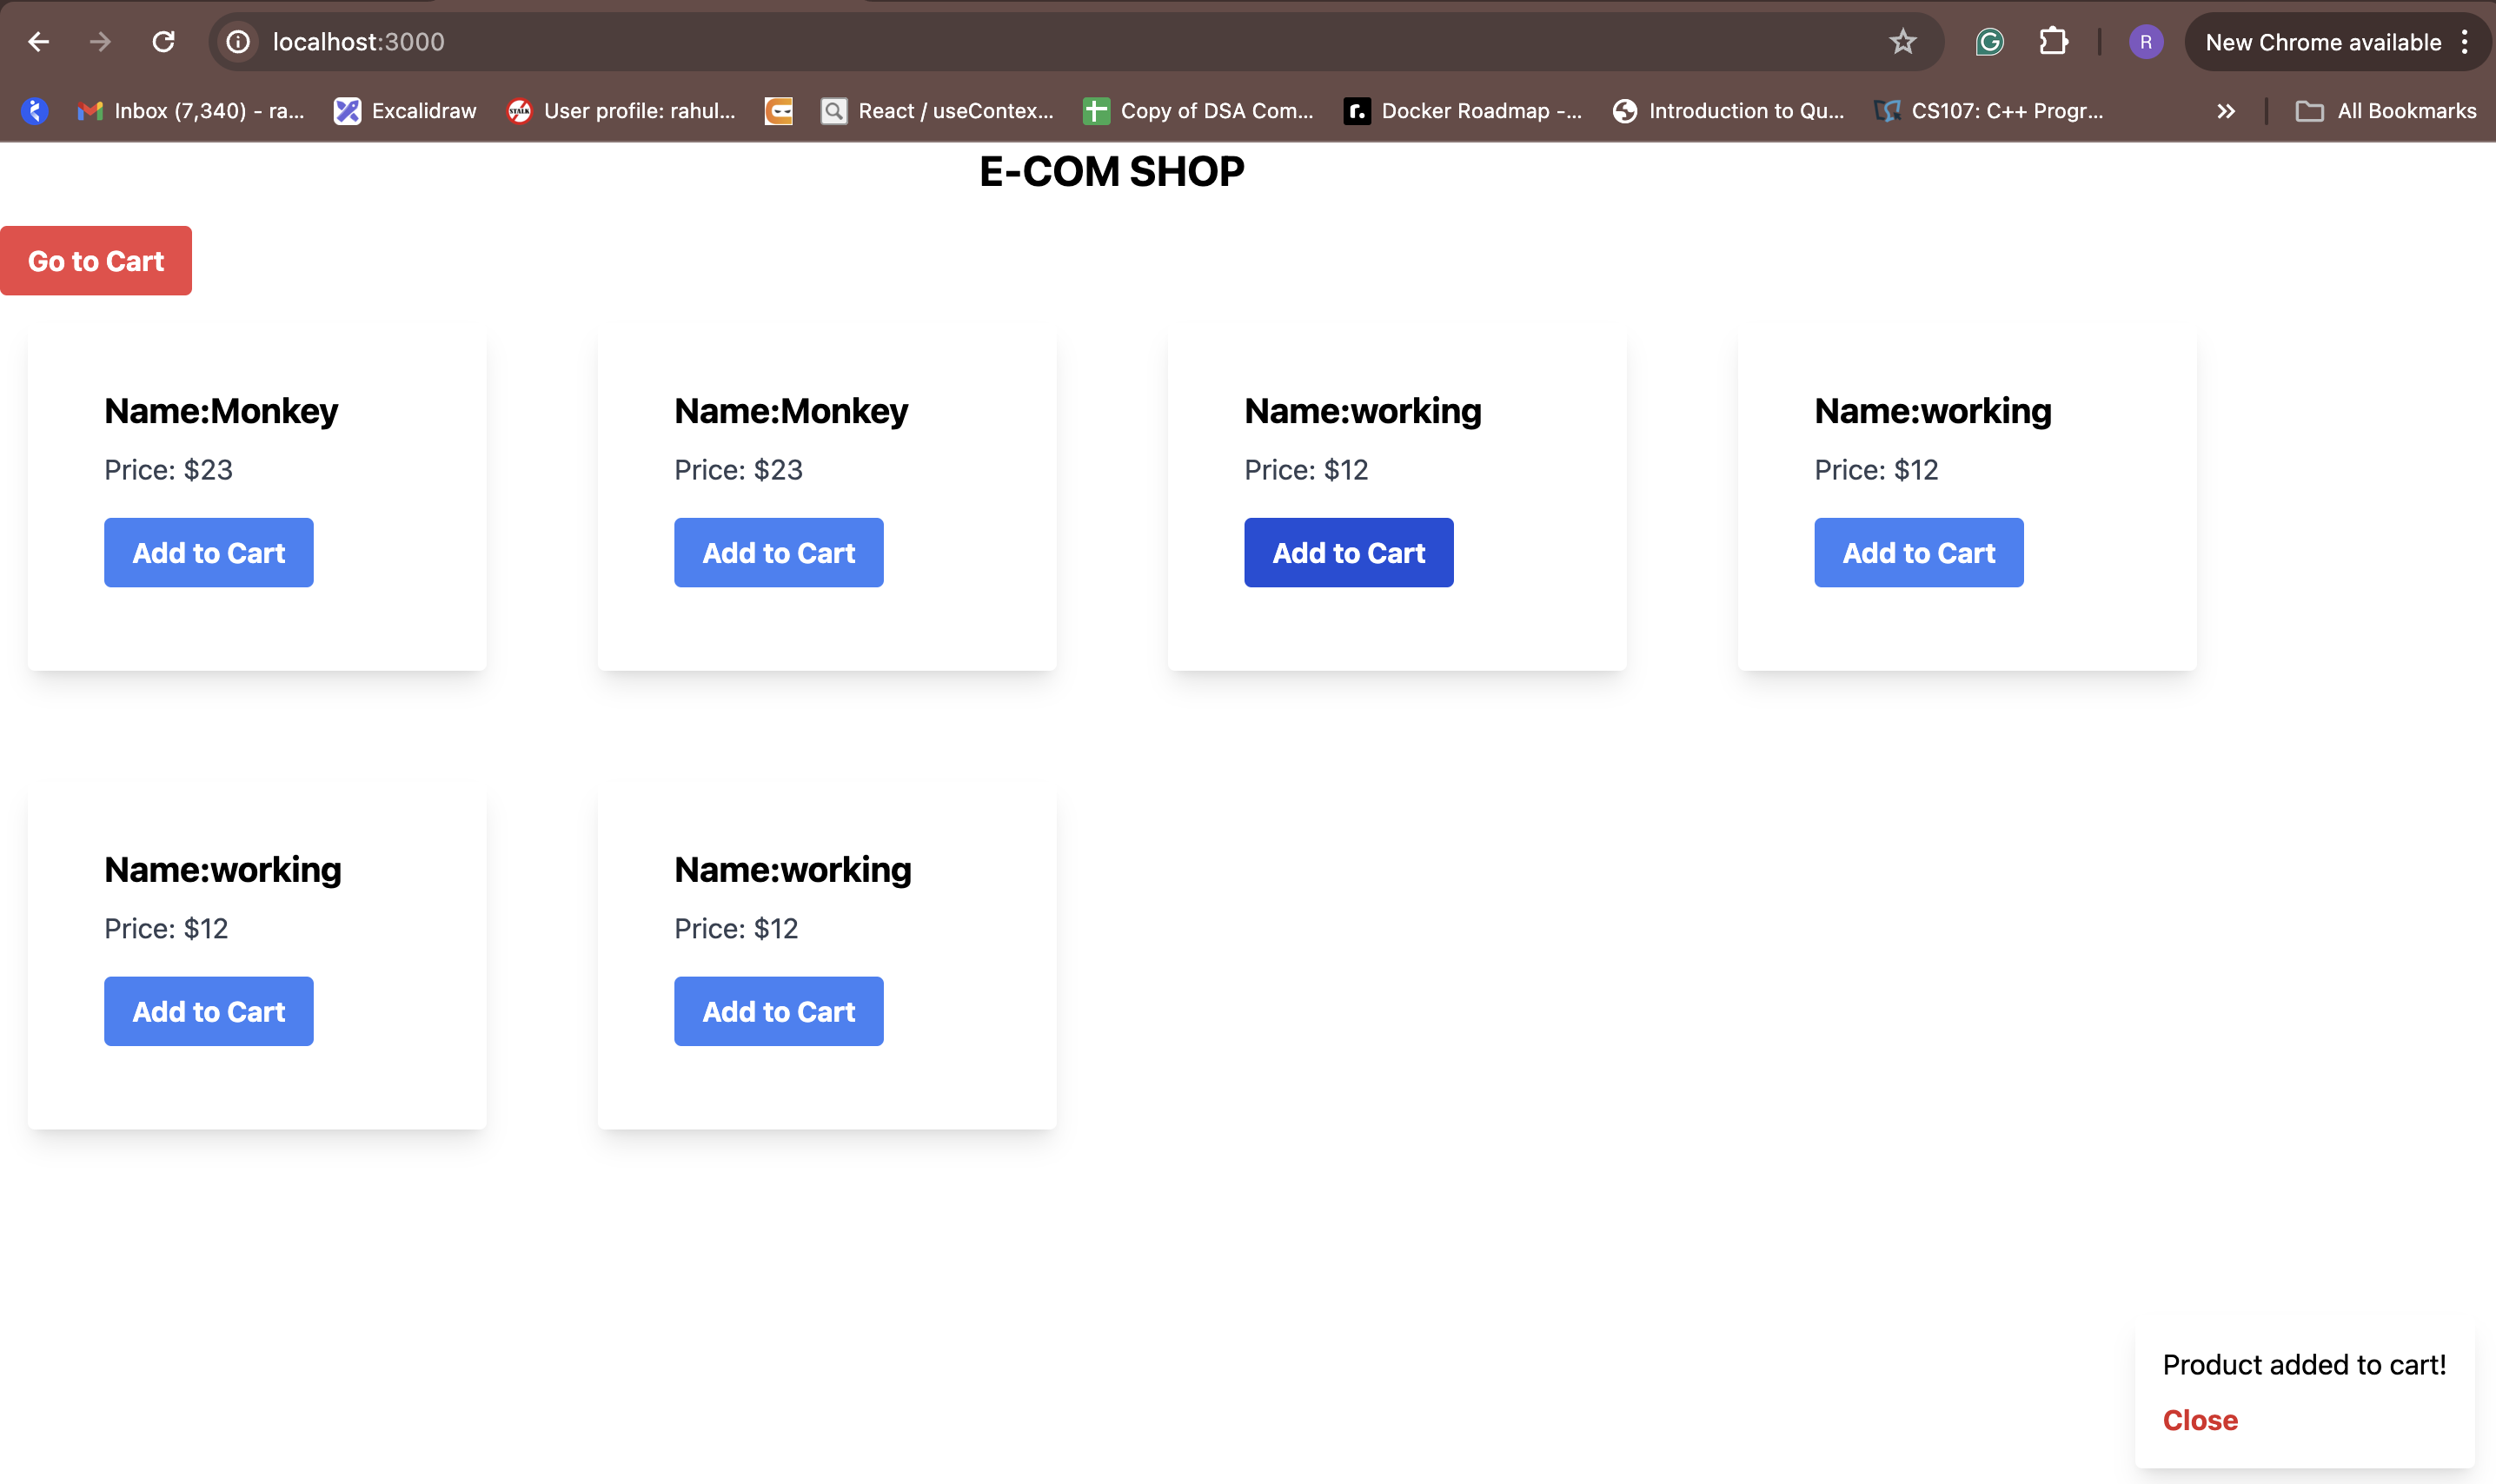 localhost:3000
R
New Chrome available
Inbox (7,340) - ra...
Excalidraw
STALK
User profile: rahul...
React / useContex...
Copy of DSA Com...
r.
Docker Roadmap -...
Introduction to Qu...
CS107: C++ Progr...
All Bookmarks
E-COM SHOP
Go to Cart
Name:Monkey
Price: $23
Add to Cart
Name:Monkey
Price: $23
Add to Cart
Name:working
Price: $12
Add to Cart
Name:working
Price: $12
Add to Cart
Name:working
Price: $12
Add to Cart
Name:working
Price: $12
Add to Cart
Product added to cart!
Close